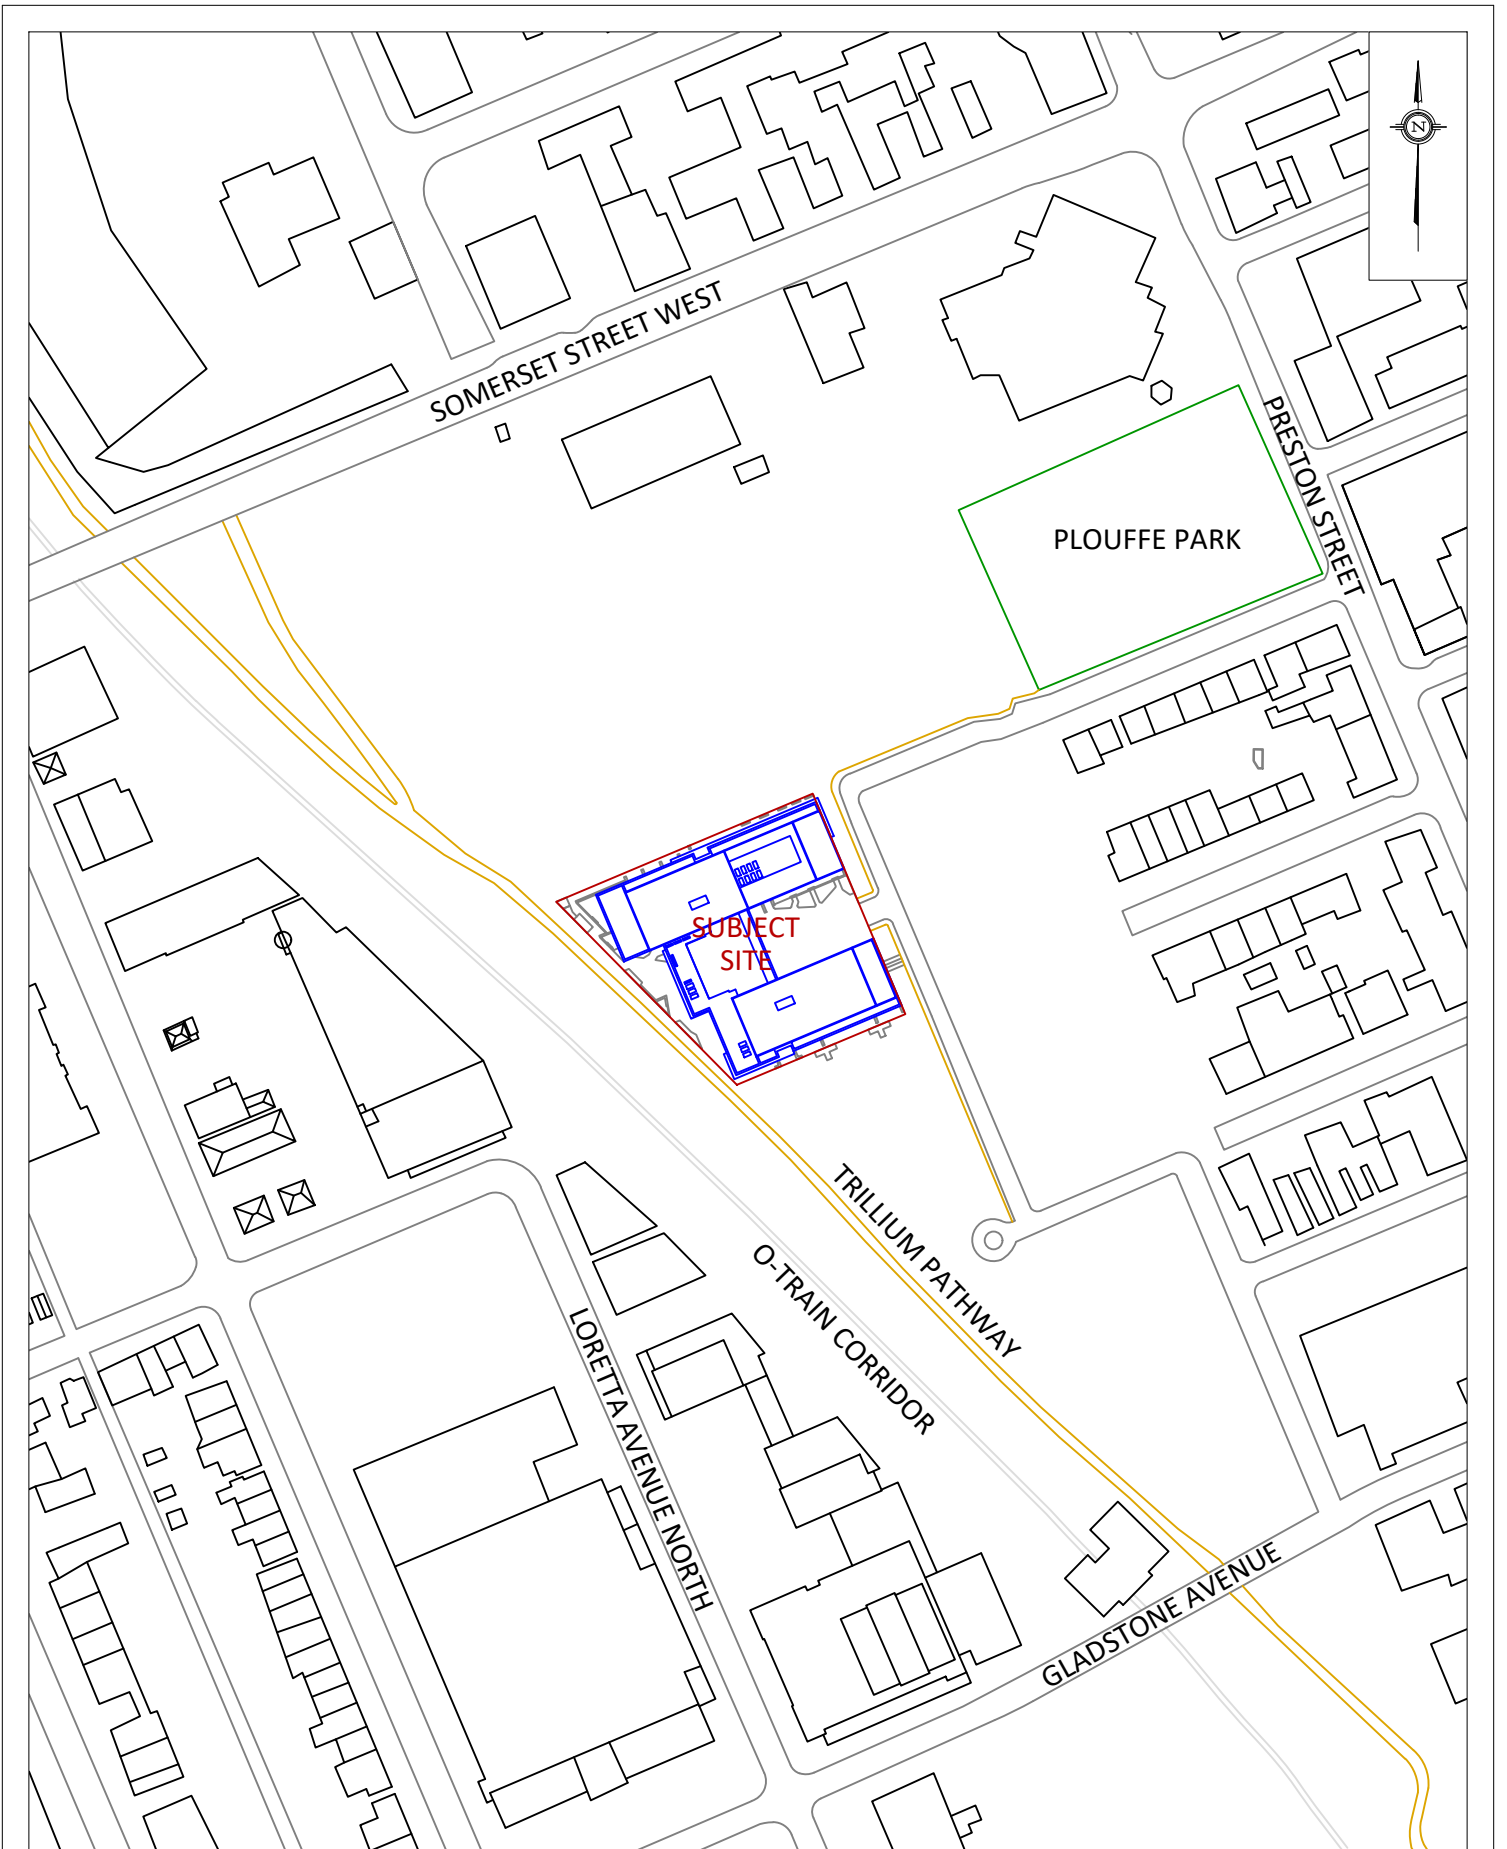 N
SOMERSET STREET WEST
PRESTON STREET
PLOUFFE PARK
SUBJECT
SITE
TRILLIUM PATHWAY
O-TRAIN CORRIDOR
LORETTA AVENUE NORTH
GLADSTONE AVENUE